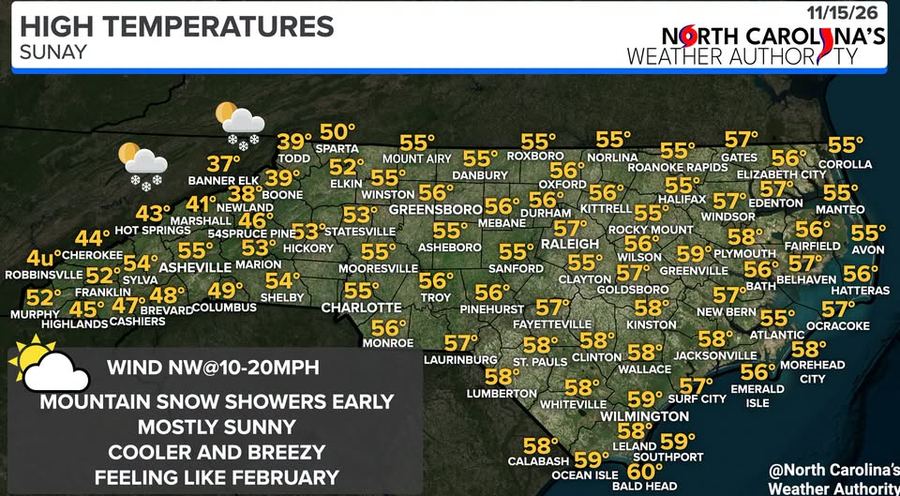 HIGH TEMPERATURES
SUNAY
11/15/26
NORTH CAROLINA'S
WEATHER AUTHORITY
39°
TODD
50°
SPARTA
55°
MOUNT AIRY
55°
DANBURY
55°
ROXBORO
55°
NORLINA
55°
ROANOKE RAPIDS
57°
GATES
56°
ELIZABETH CITY
55°
COROLLA
37°
BANNER ELK
39°
BOONE
52°
ELKIN
55°
WINSTON
56°
GREENSBORO
56°
OXFORD
56°
KITTRELL
55°
HALIFAX
57°
WINDSOR
57°
EDENTON
55°
MANTEO
38°
NEWLAND
41°
MARSHALL
43°
HOT SPRINGS
46°
54SPRUCE PINE
53°
HICKORY
53°
STATESVILLE
56°
MEBANE
56°
DURHAM
57°
RALEIGH
55°
ROCKY MOUNT
56°
WILSON
58°
PLYMOUTH
56°
FAIRFIELD
55°
AVON
44°
CHEROKEE
4u°
ROBBINSVLLE
54°
SYLVA
55°
ASHEVILLE
53°
MARION
55°
MOORESVILLE
55°
ASHEBORO
55°
SANFORD
55°
CLAYTON
57°
GOLDSBORO
59°
GREENVILLE
56°
BATH
57°
BELHAVEN
56°
HATTERAS
52°
FRANKLIN
52°
MURPHY
45°
HIGHLANDS
47°
CASHIERS
48°
BREVARD
49°
COLUMBUS
54°
SHELBY
55°
CHARLOTTE
56°
TROY
56°
PINEHURST
57°
FAYETTEVILLE
58°
KINSTON
57°
NEW BERN
55°
ATLANTIC
57°
OCRACOKE
56°
MONROE
57°
LAURINBURG
58°
ST. PAULS
58°
CLINTON
58°
WALLACE
58°
JACKSONVILLE
58°
MOREHEAD
CITY
58°
LUMBERTON
58°
WHITEVILLE
59°
WILMINGTON
57°
SURF CITY
56°
EMERALD
ISLE
58°
CALABASH
59°
OCEAN ISLE
58°
LELAND
59°
SOUTHPORT
60°
BALD HEAD
WIND NW@10-20MPH
MOUNTAIN SNOW SHOWERS EARLY
MOSTLY SUNNY
COOLER AND BREEZY
FEELING LIKE FEBRUARY
@North Carolina's
Weather Authority